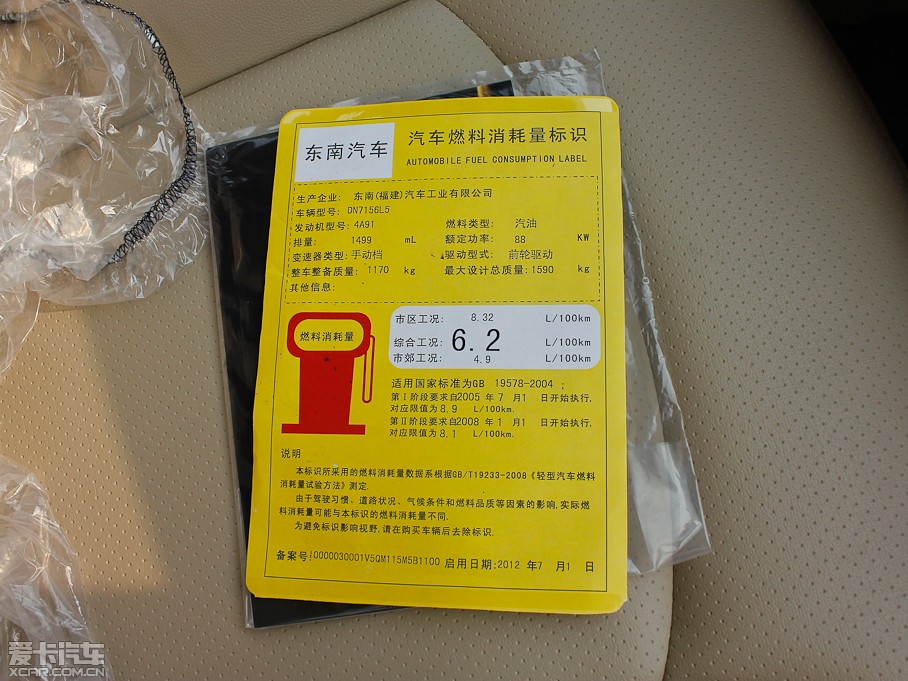 东南汽车
汽车燃料消耗量标识
AUTOMOBILE FUEL CONSUMPTION LABEL
生产企业: 东南(福建)汽车工业有限公司
车辆型号: DN7156L5
发动机型号: 4A91 燃料类型: 汽油
排量: 1499 mL 额定功率: 88 KW
变速器类型: 手动档 驱动型式: 前轮驱动
整车整备质量: 1170 kg 最大设计总质量: 1590 kg
其他信息:
燃料消耗量
市区工况: 8.32 L/100km
综合工况: 6.2 L/100km
市郊工况: 4.9 L/100km
适用国家标准为GB 19578-2004 ;
第Ⅰ阶段要求自2005 年 7 月1 日开始执行,
对应限值为8.9 L/100km.
第Ⅱ阶段要求自2008 年 1 月1 日开始执行,
对应限值为8.1 L/100km.
说明
本标识所采用的燃料消耗量数据系根据GB/T19233-2008《轻型汽车燃料
消耗量试验方法》测定.
由于驾驶习惯、道路状况、气候条件和燃料品质等因素的影响,实际燃
料消耗量可能与本标识的燃料消耗量不同.
为避免标识影响视野,请在购买车辆后去除标识.
备案号:10000030001V5QM115M5B1100 启用日期:2012 年7 月1 日
爱卡汽车
XCAR.COM.CN